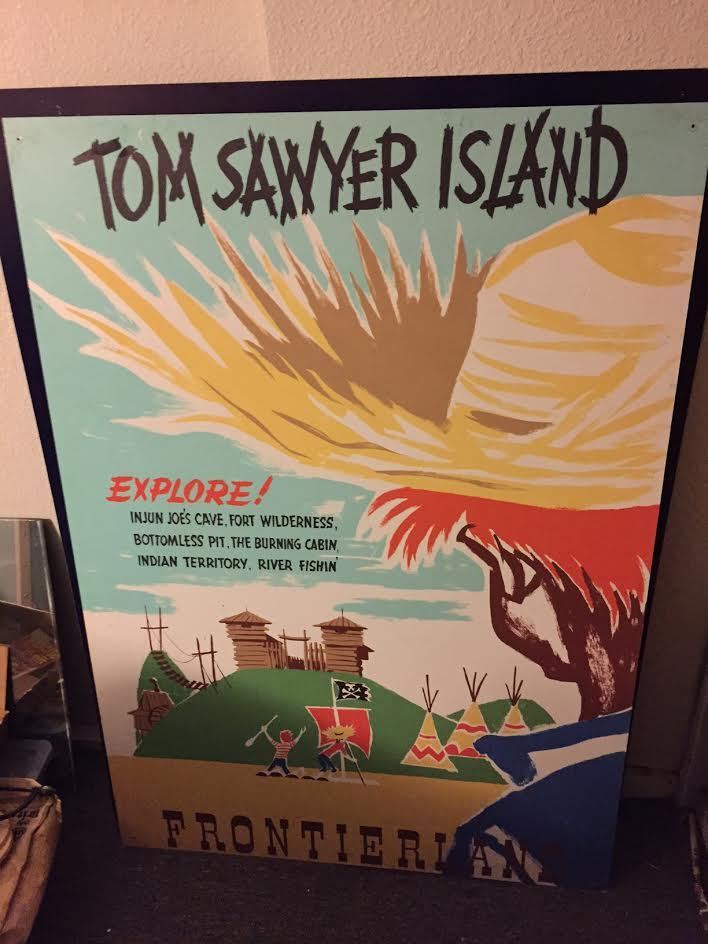 TOM SAWYER ISLAND
EXPLORE!
INJUN JOE'S CAVE, FORT WILDERNESS,
BOTTOMLESS PIT, THE BURNING CABIN,
INDIAN TERRITORY, RIVER FISHIN'
FRONTIERLAND